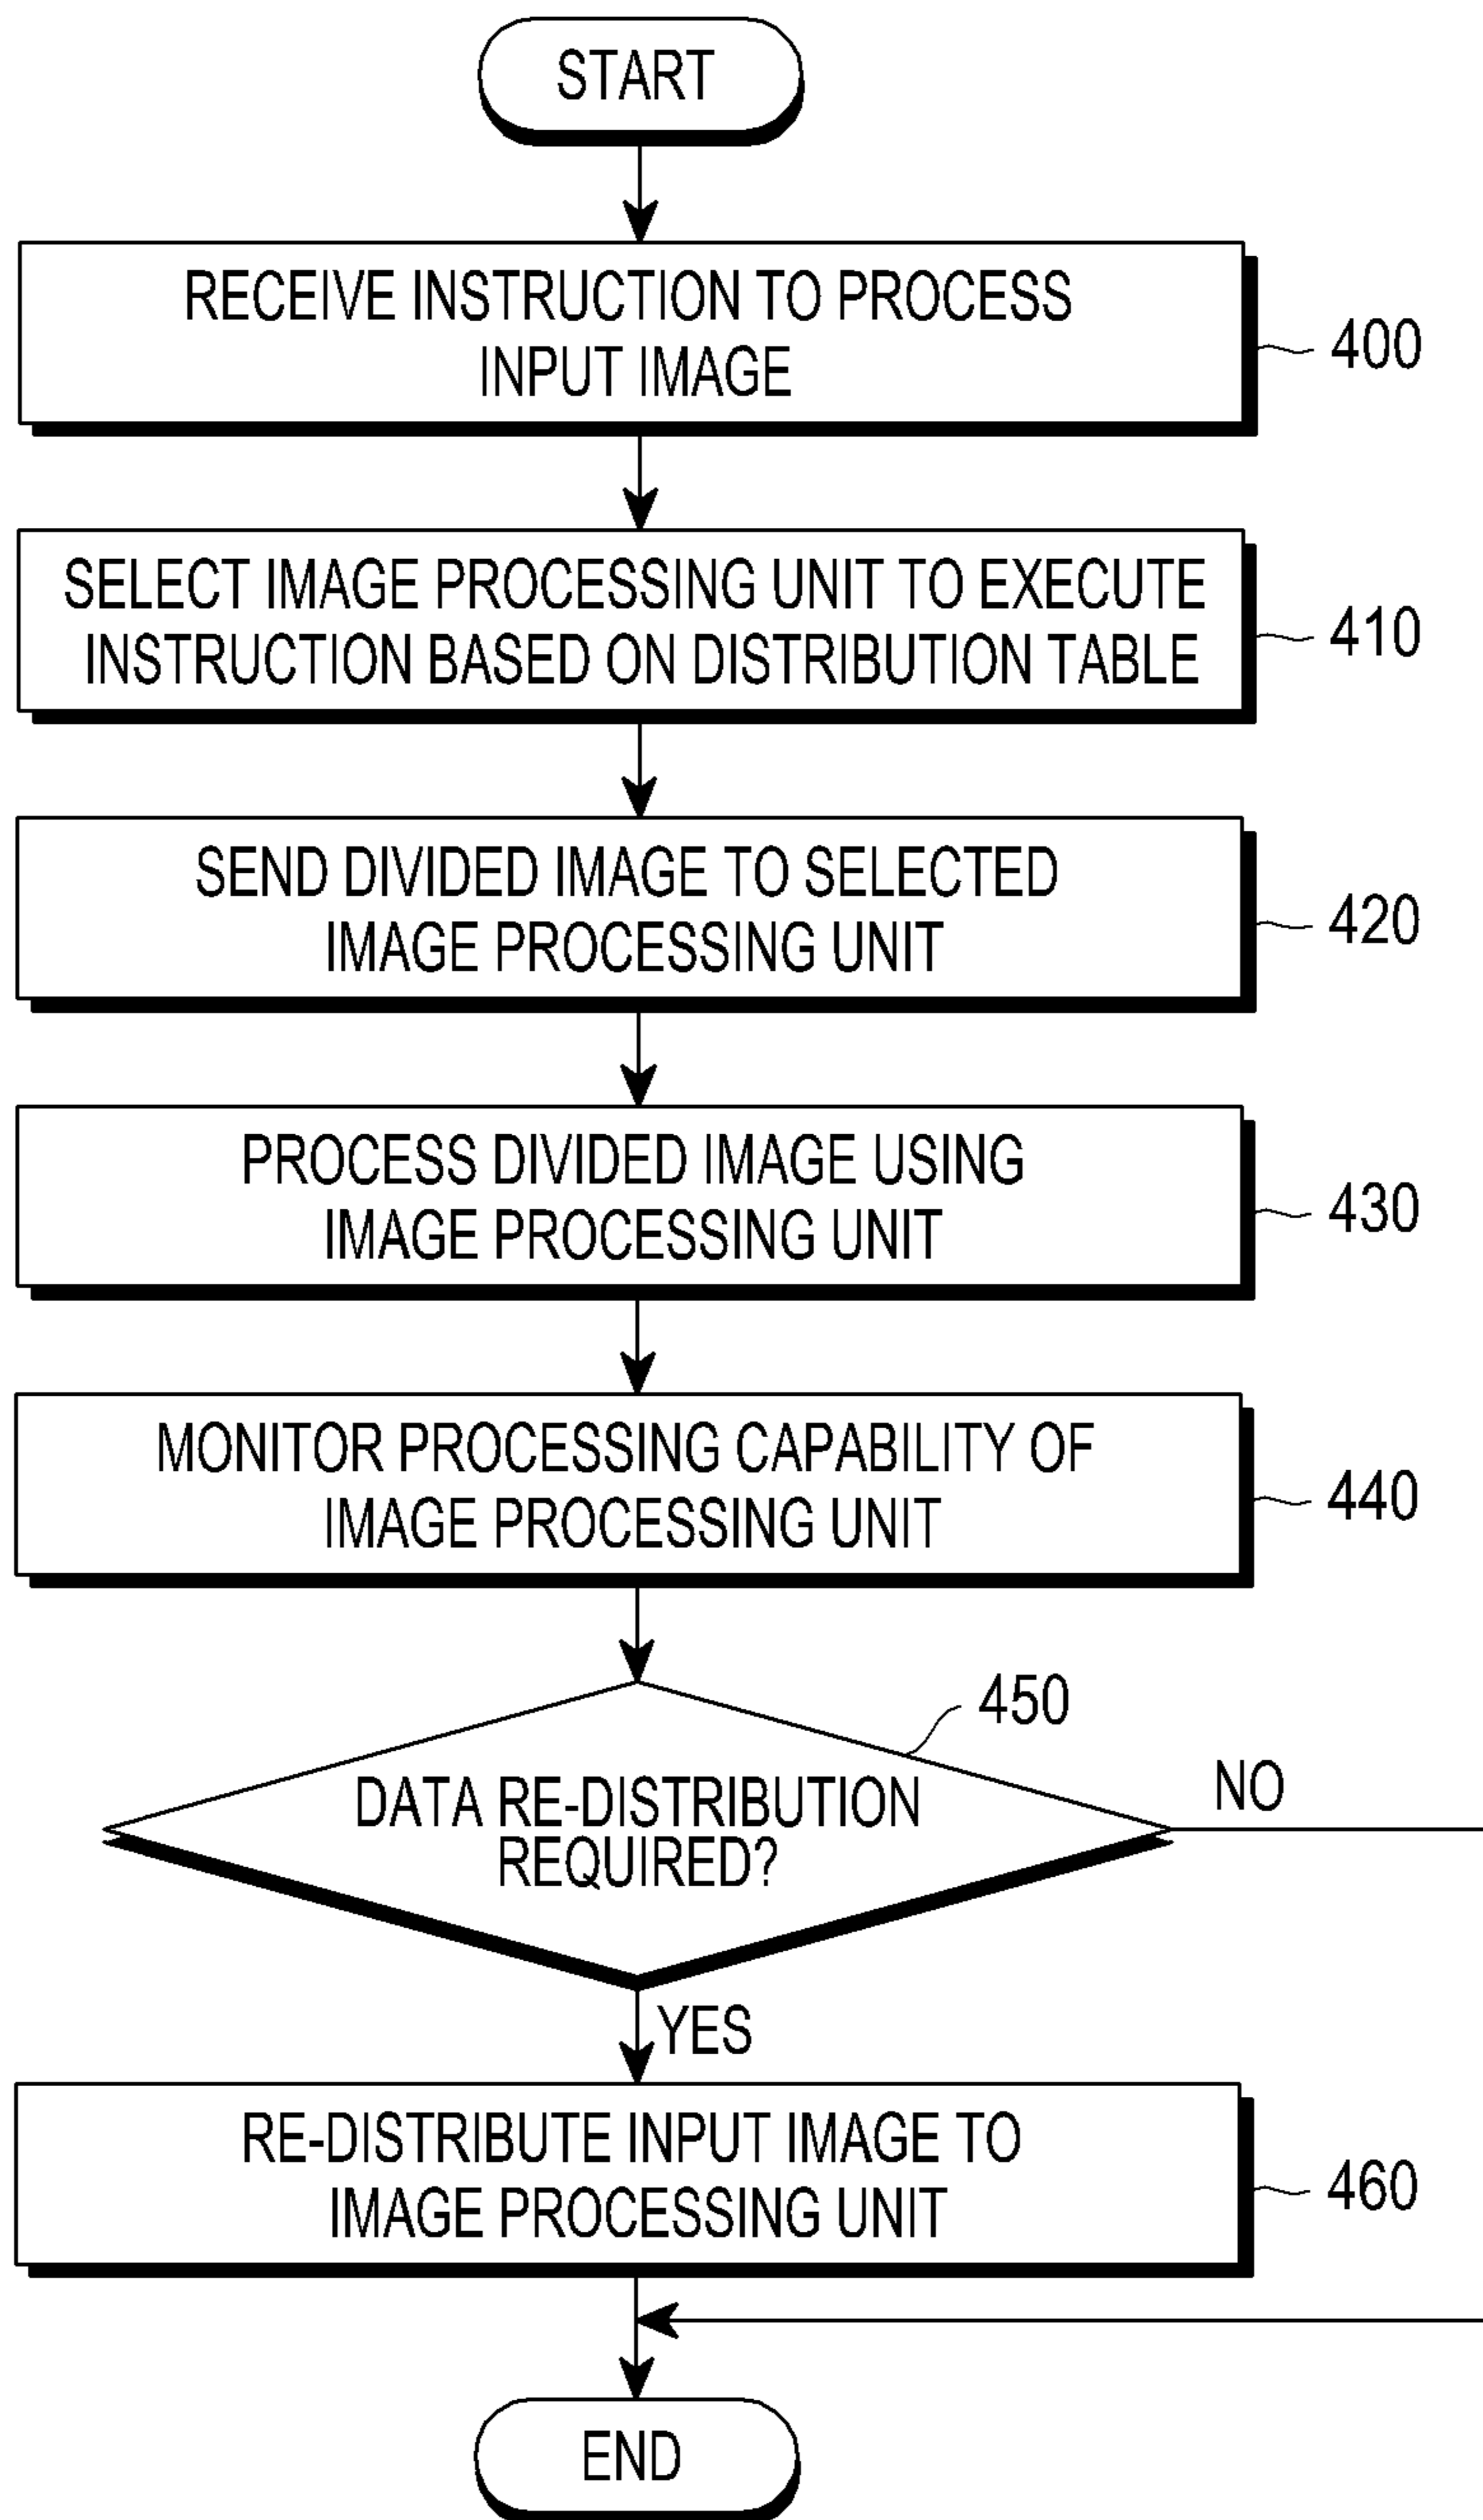 START
RECEIVE INSTRUCTION TO PROCESS
INPUT IMAGE
400
SELECT IMAGE PROCESSING UNIT TO EXECUTE
INSTRUCTION BASED ON DISTRIBUTION TABLE
410
SEND DIVIDED IMAGE TO SELECTED
IMAGE PROCESSING UNIT
420
PROCESS DIVIDED IMAGE USING
IMAGE PROCESSING UNIT
430
MONITOR PROCESSING CAPABILITY OF
IMAGE PROCESSING UNIT
440
450
DATA RE-DISTRIBUTION
REQUIRED?
NO
YES
RE-DISTRIBUTE INPUT IMAGE TO
IMAGE PROCESSING UNIT
460
END